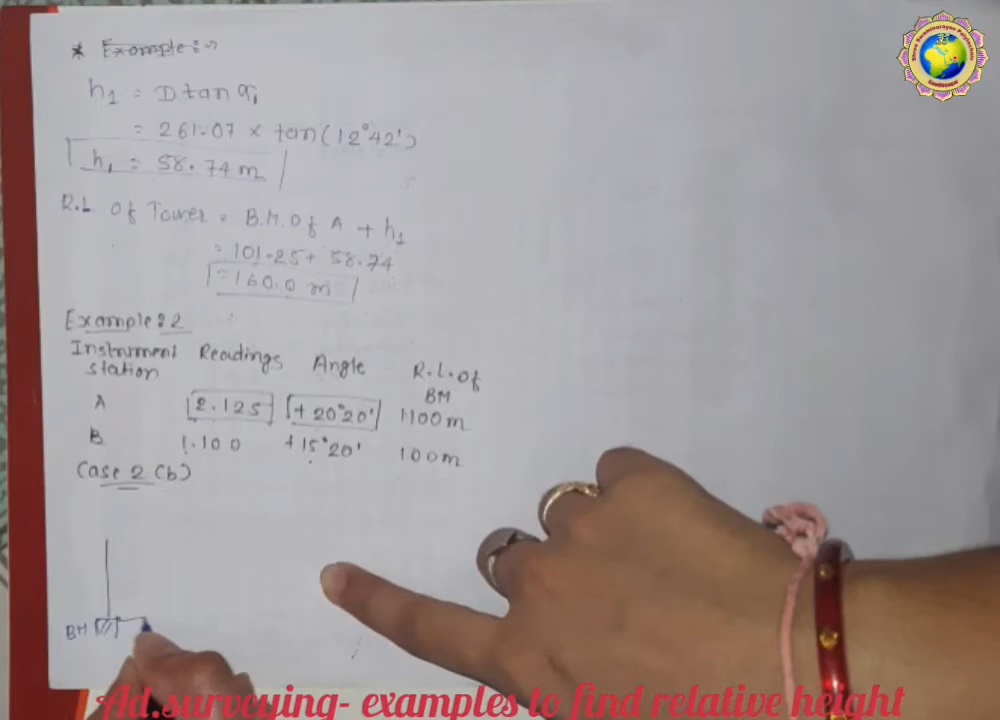 * Example :-
h1 = D tan α1
= 261.07 × tan(12°42')
h1 = 58.74 m
R.L. Of Tower = B.M. Of A + h1
= 101.25 + 58.74
= 160.0 m
Example: 2
Instrument station Readings Angle R.L. Of BM
A 2.125 + 20°20' 100m
B. 1.100 + 15°20' 100m
Case 2 (b)
BM
Ad.surveying- examples to find relative height